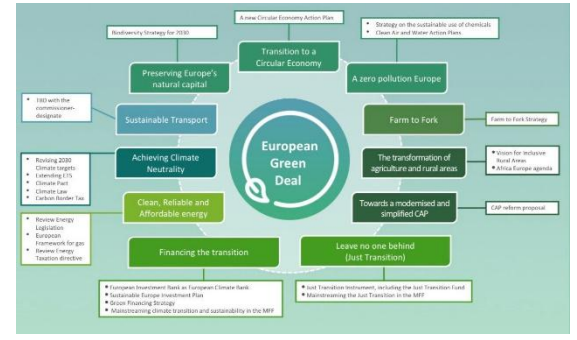 Biodiversity Strategy for 2030
A new Circular Economy Action Plan
Strategy on the sustainable use of chemicals
Clean Air and Water Action Plans
Preserving Europe's
natural capital
Transition to a
Circular Economy
A zero pollution Europe
TBD with the
commissioner-
designate
Sustainable Transport
European
Green
Deal
Farm to Fork
Farm to Fork Strategy
Revising 2030
Climate targets
Extending ETS
Climate Pact
Climate Law
Carbon Border Tax
Achieving Climate
Neutrality
The transformation of
agriculture and rural areas
Vision for Inclusive
Rural Areas
Africa Europe agenda
Review Energy
Legislation
European
Framework for gas
Review Energy
Taxation directive
Clean, Reliable and
Affordable energy
Towards a modernised and
simplified CAP
CAP reform proposal
Financing the transition
Leave no one behind
(Just Transition)
European Investment Bank as European Climate Bank
Sustainable Europe Investment Plan
Green Financing Strategy
Mainstreaming climate transition and sustainability in the MFF
Just Transition Instrument, including the Just Transition Fund
Mainstreaming the Just Transition in the MFF